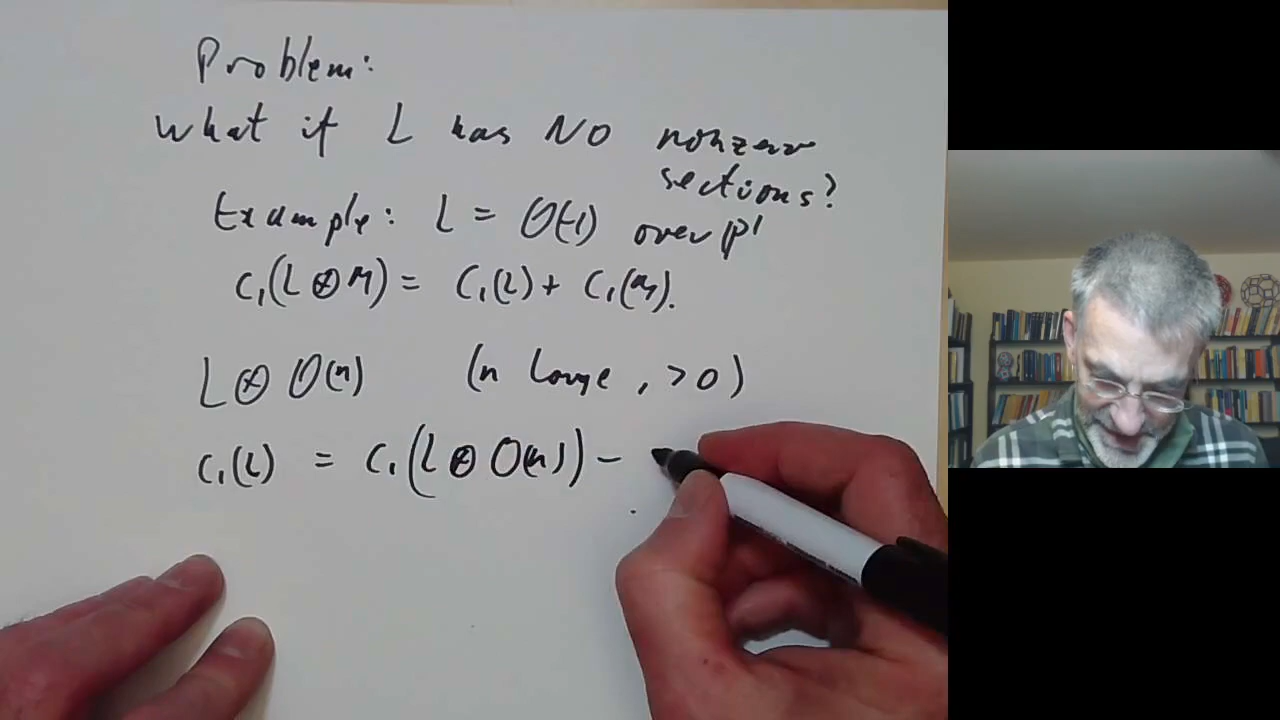 Problem:
What if L has NO nonzero
sections?
Example: L = O(-1) over P¹
c₁(L ⊗ M) = c₁(L) + c₁(M).
L ⊗ O(n) (n large, >0)
c₁(L) = c₁(L ⊗ O(n)) -